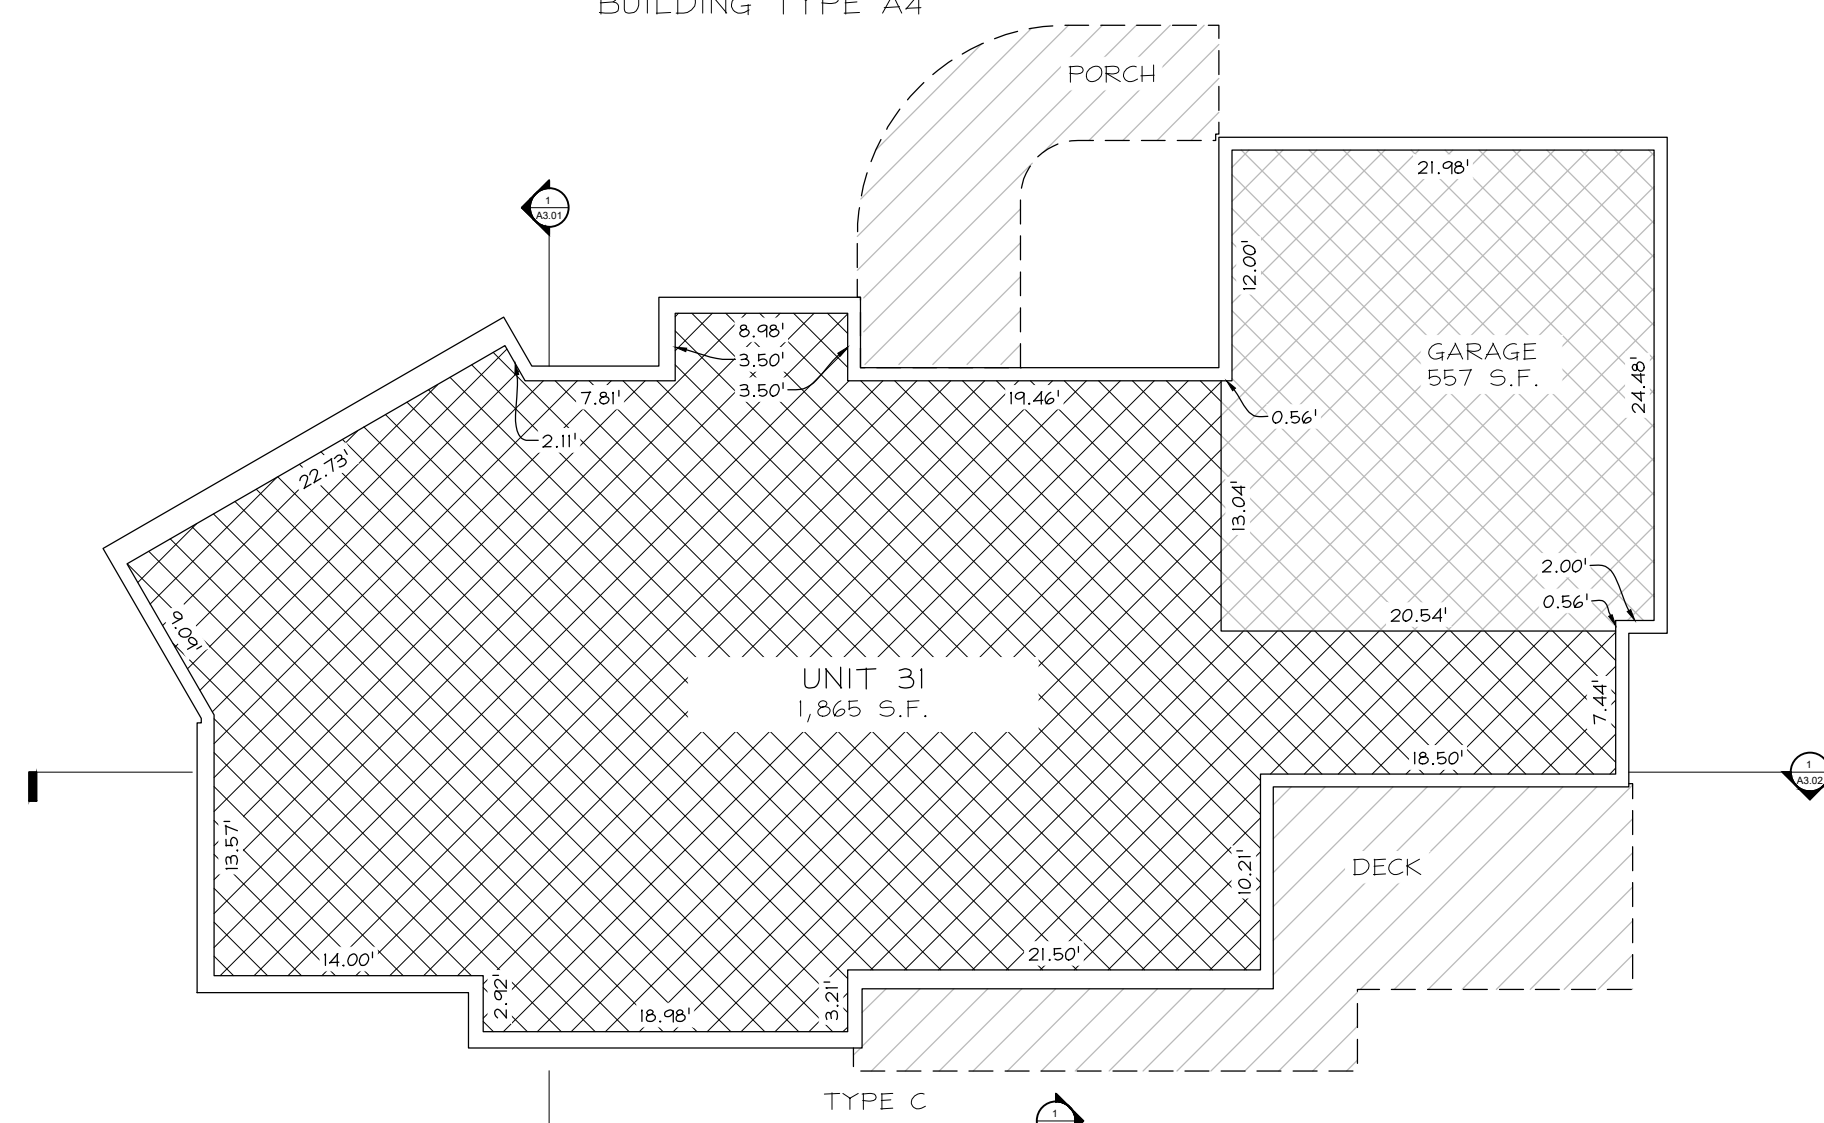 BUILDING TYPE A4
PORCH
21.98'
1
A3.01
12.00'
8.98'
3.50'
3.50'
GARAGE
557 S.F.
24.48'
7.81'
19.46'
0.56'
2.11'
22.73'
13.04'
2.00'
0.56'
20.54'
9.09'
UNIT 31
1,865 S.F.
7.44'
18.50'
1
A3.02
13.57'
10.21'
DECK
14.00'
21.50'
2.92'
3.21'
18.98'
TYPE C
1